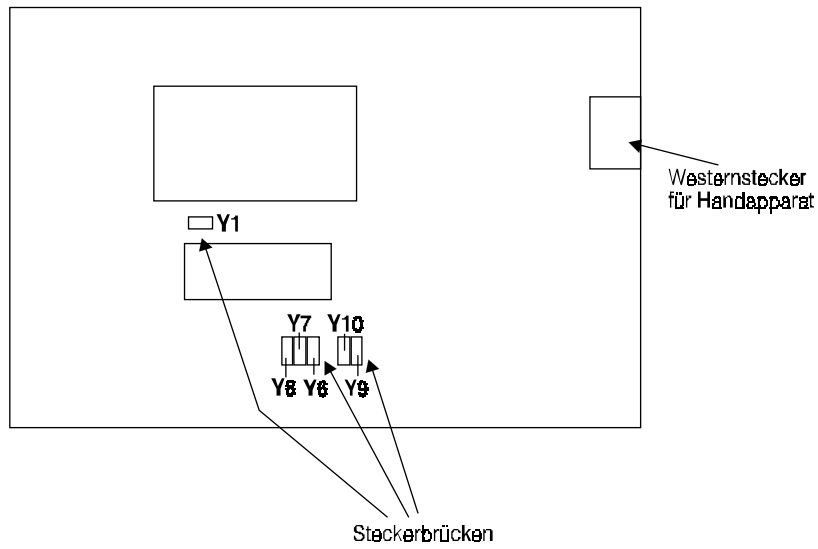 Westernstecker
für Handapparat
Y1
Y7 Y10
Y8 Y6 Y9
Steckerbrücken